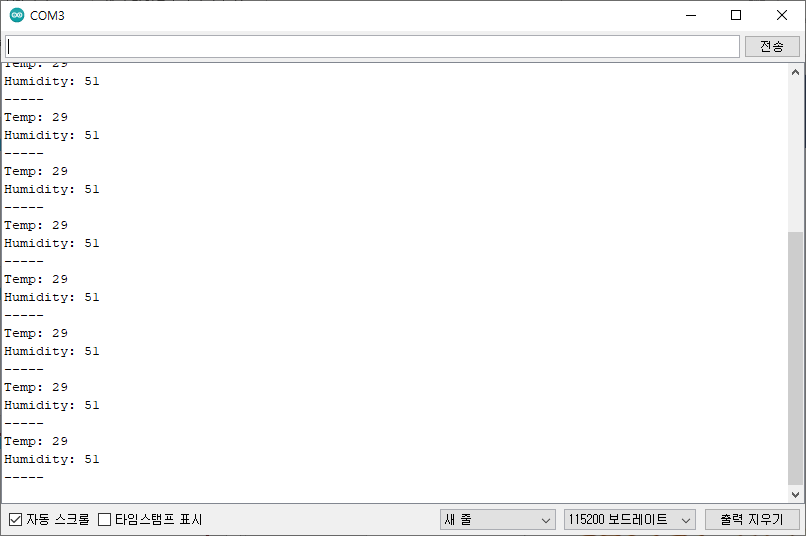 COM3
전송
Temp: 29
Humidity: 51
-----
Temp: 29
Humidity: 51
-----
Temp: 29
Humidity: 51
-----
Temp: 29
Humidity: 51
-----
Temp: 29
Humidity: 51
-----
Temp: 29
Humidity: 51
-----
Temp: 29
Humidity: 51
-----
Temp: 29
Humidity: 51
-----
자동 스크롤 타임스탬프 표시 새 줄 115200 보드레이트 출력 지우기